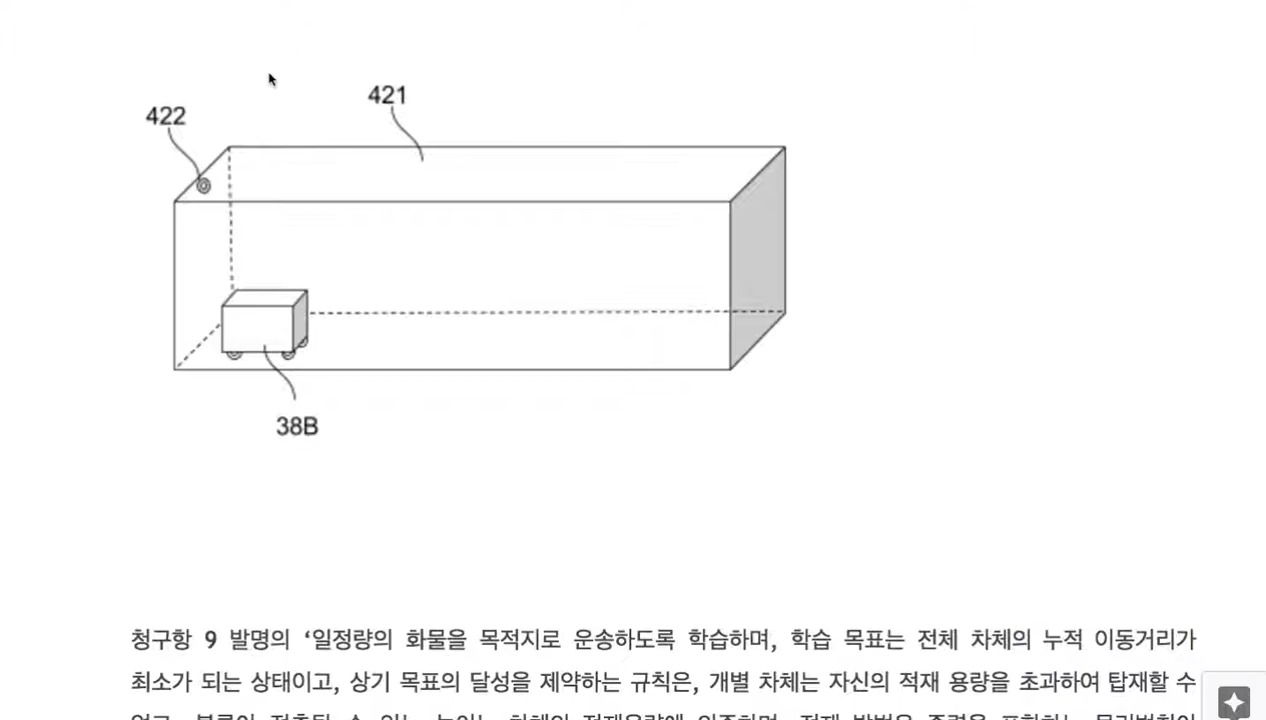 421
422
38B
청구항 9 발명의 ‘일정량의 화물을 목적지로 운송하도록 학습하며, 학습 목표는 전체 차체의 누적 이동거리가
최소가 되는 상태이고, 상기 목표의 달성을 제약하는 규칙은, 개별 차체는 자신의 적재 용량을 초과하여 탑재할 수